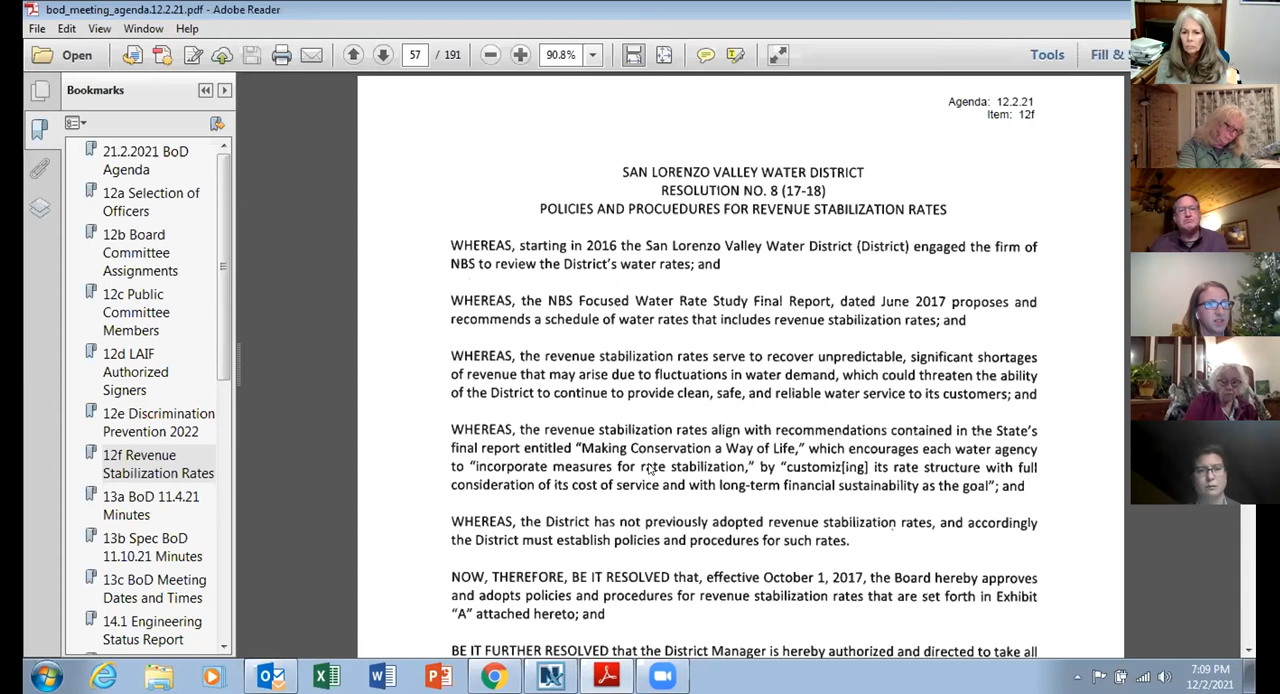 bod_meeting_agenda.12.2.21.pdf - Adobe Reader
File Edit View Window Help
Open 57 / 191 90.8% Tools Fill &
Bookmarks
21.2.2021 BoD
Agenda
12a Selection of
Officers
12b Board
Committee
Assignments
12c Public
Committee
Members
12d LAIF
Authorized
Signers
12e Discrimination
Prevention 2022
12f Revenue
Stabilization Rates
13a BoD 11.4.21
Minutes
13b Spec BoD
11.10.21 Minutes
13c BoD Meeting
Dates and Times
14.1 Engineering
Status Report
Agenda: 12.2.21
Item: 12f
SAN LORENZO VALLEY WATER DISTRICT
RESOLUTION NO. 8 (17-18)
POLICIES AND PROCUEDURES FOR REVENUE STABILIZATION RATES
WHEREAS, starting in 2016 the San Lorenzo Valley Water District (District) engaged the firm of
NBS to review the District's water rates; and
WHEREAS, the NBS Focused Water Rate Study Final Report, dated June 2017 proposes and
recommends a schedule of water rates that includes revenue stabilization rates; and
WHEREAS, the revenue stabilization rates serve to recover unpredictable, significant shortages
of revenue that may arise due to fluctuations in water demand, which could threaten the ability
of the District to continue to provide clean, safe, and reliable water service to its customers; and
WHEREAS, the revenue stabilization rates align with recommendations contained in the State's
final report entitled “Making Conservation a Way of Life,” which encourages each water agency
to “incorporate measures for rate stabilization,” by “customiz[ing] its rate structure with full
consideration of its cost of service and with long-term financial sustainability as the goal”; and
WHEREAS, the District has not previously adopted revenue stabilization rates, and accordingly
the District must establish policies and procedures for such rates.
NOW, THEREFORE, BE IT RESOLVED that, effective October 1, 2017, the Board hereby approves
and adopts policies and procedures for revenue stabilization rates that are set forth in Exhibit
“A” attached hereto; and
BE IT FURTHER RESOLVED that the District Manager is hereby authorized and directed to take all
7:09 PM
12/2/2021